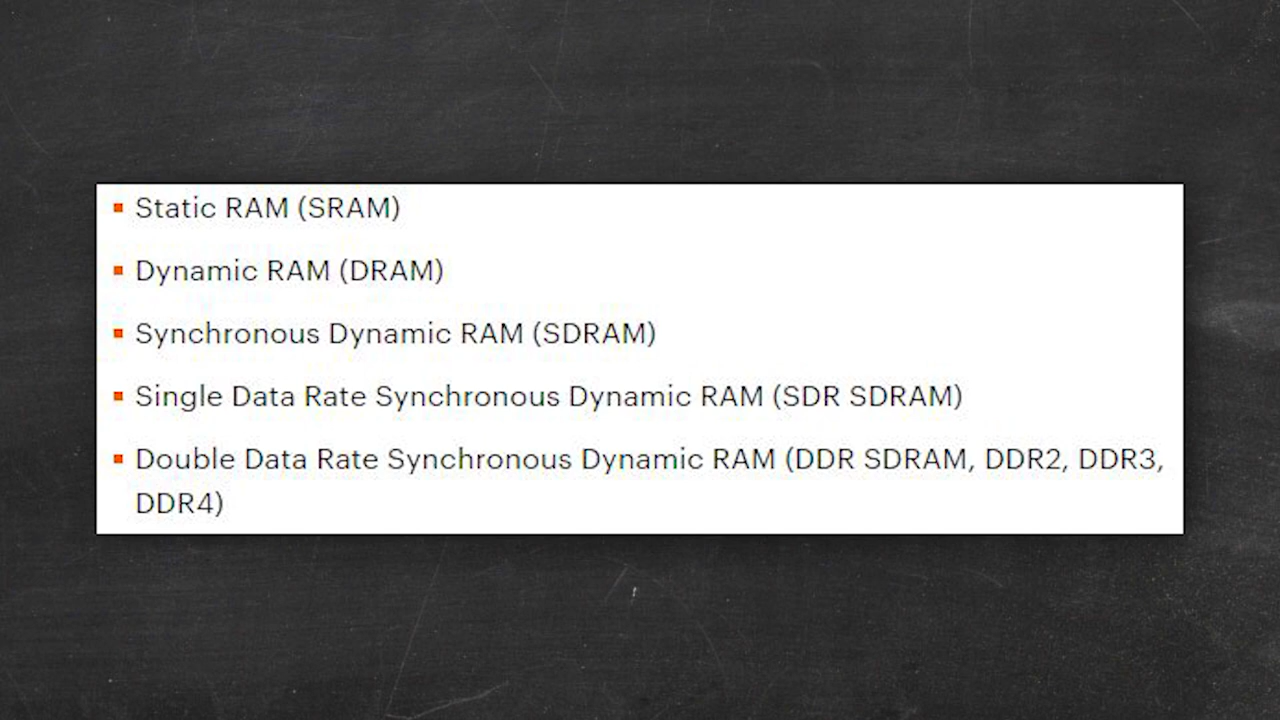 ▪ Static RAM (SRAM)
▪ Dynamic RAM (DRAM)
▪ Synchronous Dynamic RAM (SDRAM)
▪ Single Data Rate Synchronous Dynamic RAM (SDR SDRAM)
▪ Double Data Rate Synchronous Dynamic RAM (DDR SDRAM, DDR2, DDR3,
DDR4)